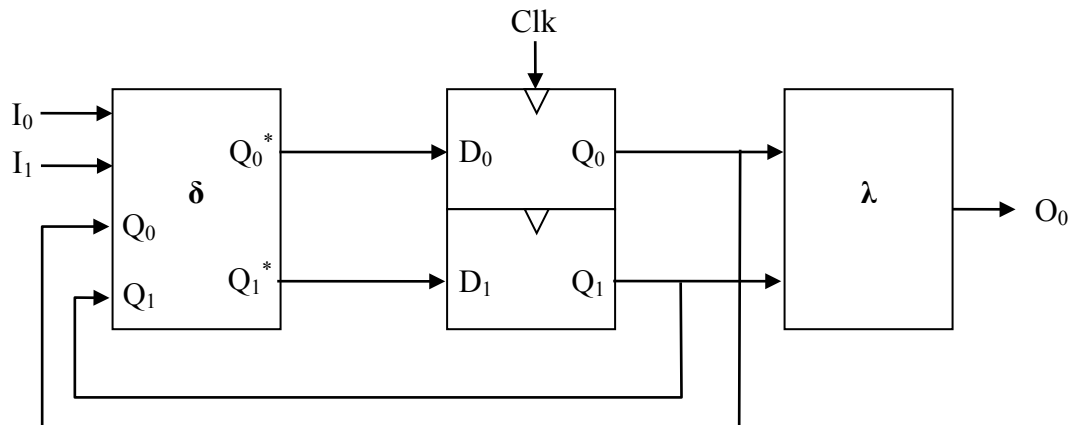 Clk
I₀
I₁
Q₀*
D₀
Q₀
δ
λ
Q₀
O₀
Q₁*
D₁
Q₁
Q₁